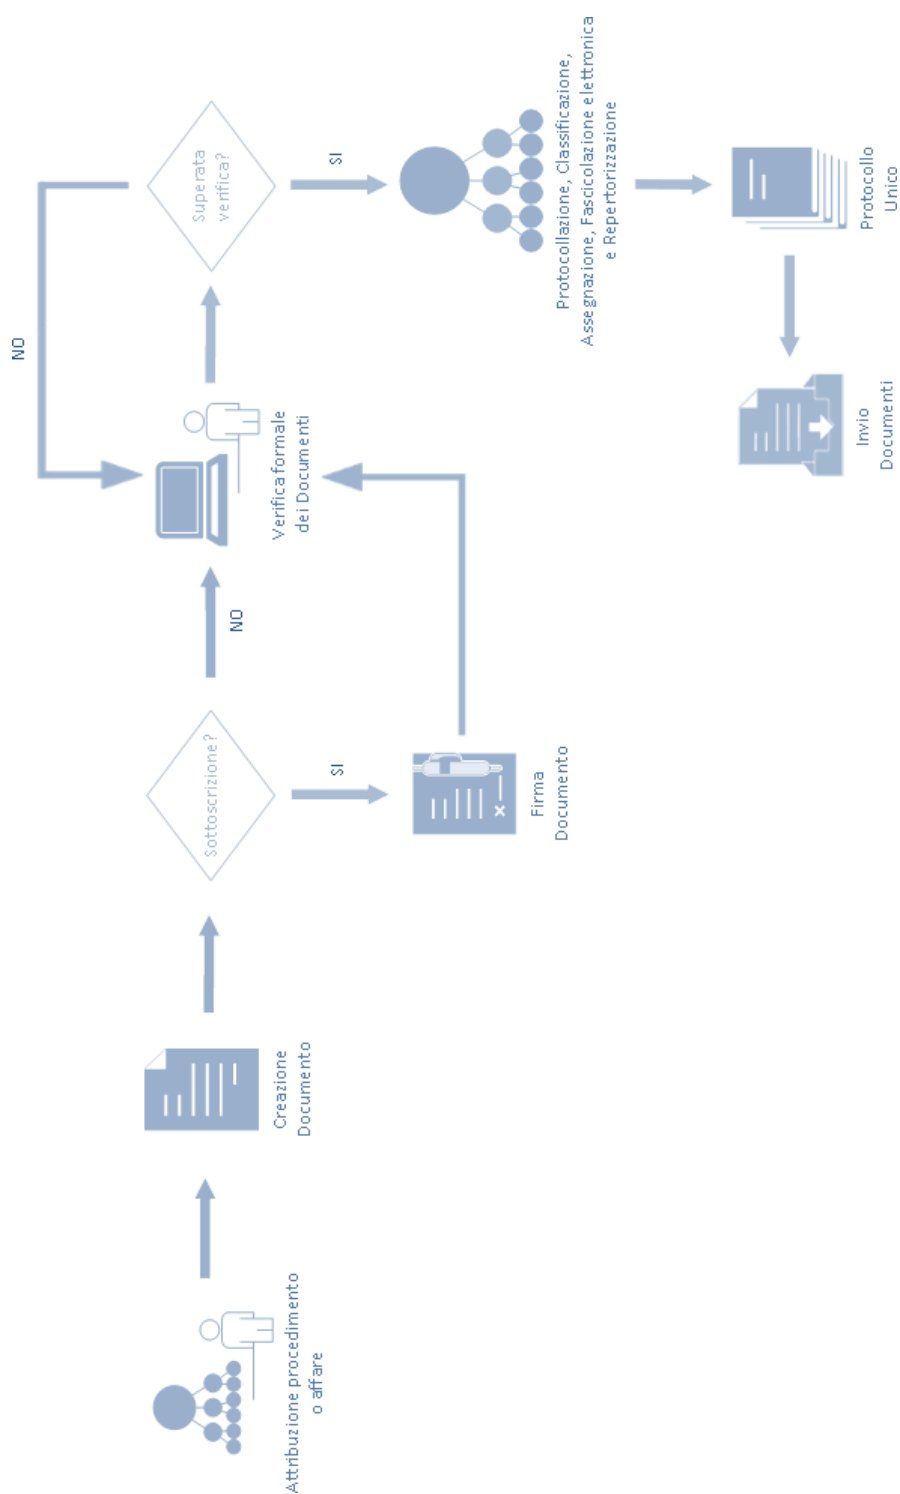 Attribuzione procedimento
o affare
Creazione
Documento
Sottoscrizione?
SI
Firma
Documento
NO
Verifica formale
dei Documenti
Superata
verifica?
NO
SI
Protocollazione, Classificazione,
Assegnazione, Fascicolazione elettronica
e Repertorizzazione
Protocollo
Unico
Invio
Documenti